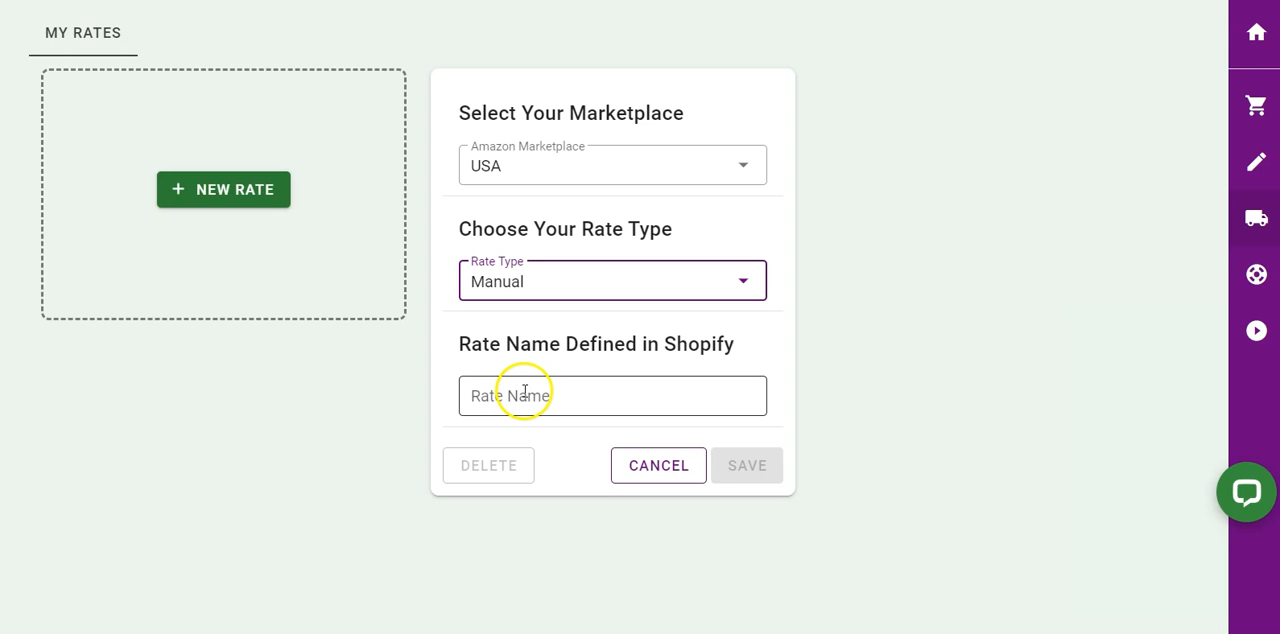 MY RATES
+ NEW RATE
Select Your Marketplace
Amazon Marketplace
USA
Choose Your Rate Type
Rate Type
Manual
Rate Name Defined in Shopify
Rate Name
DELETE
CANCEL
SAVE